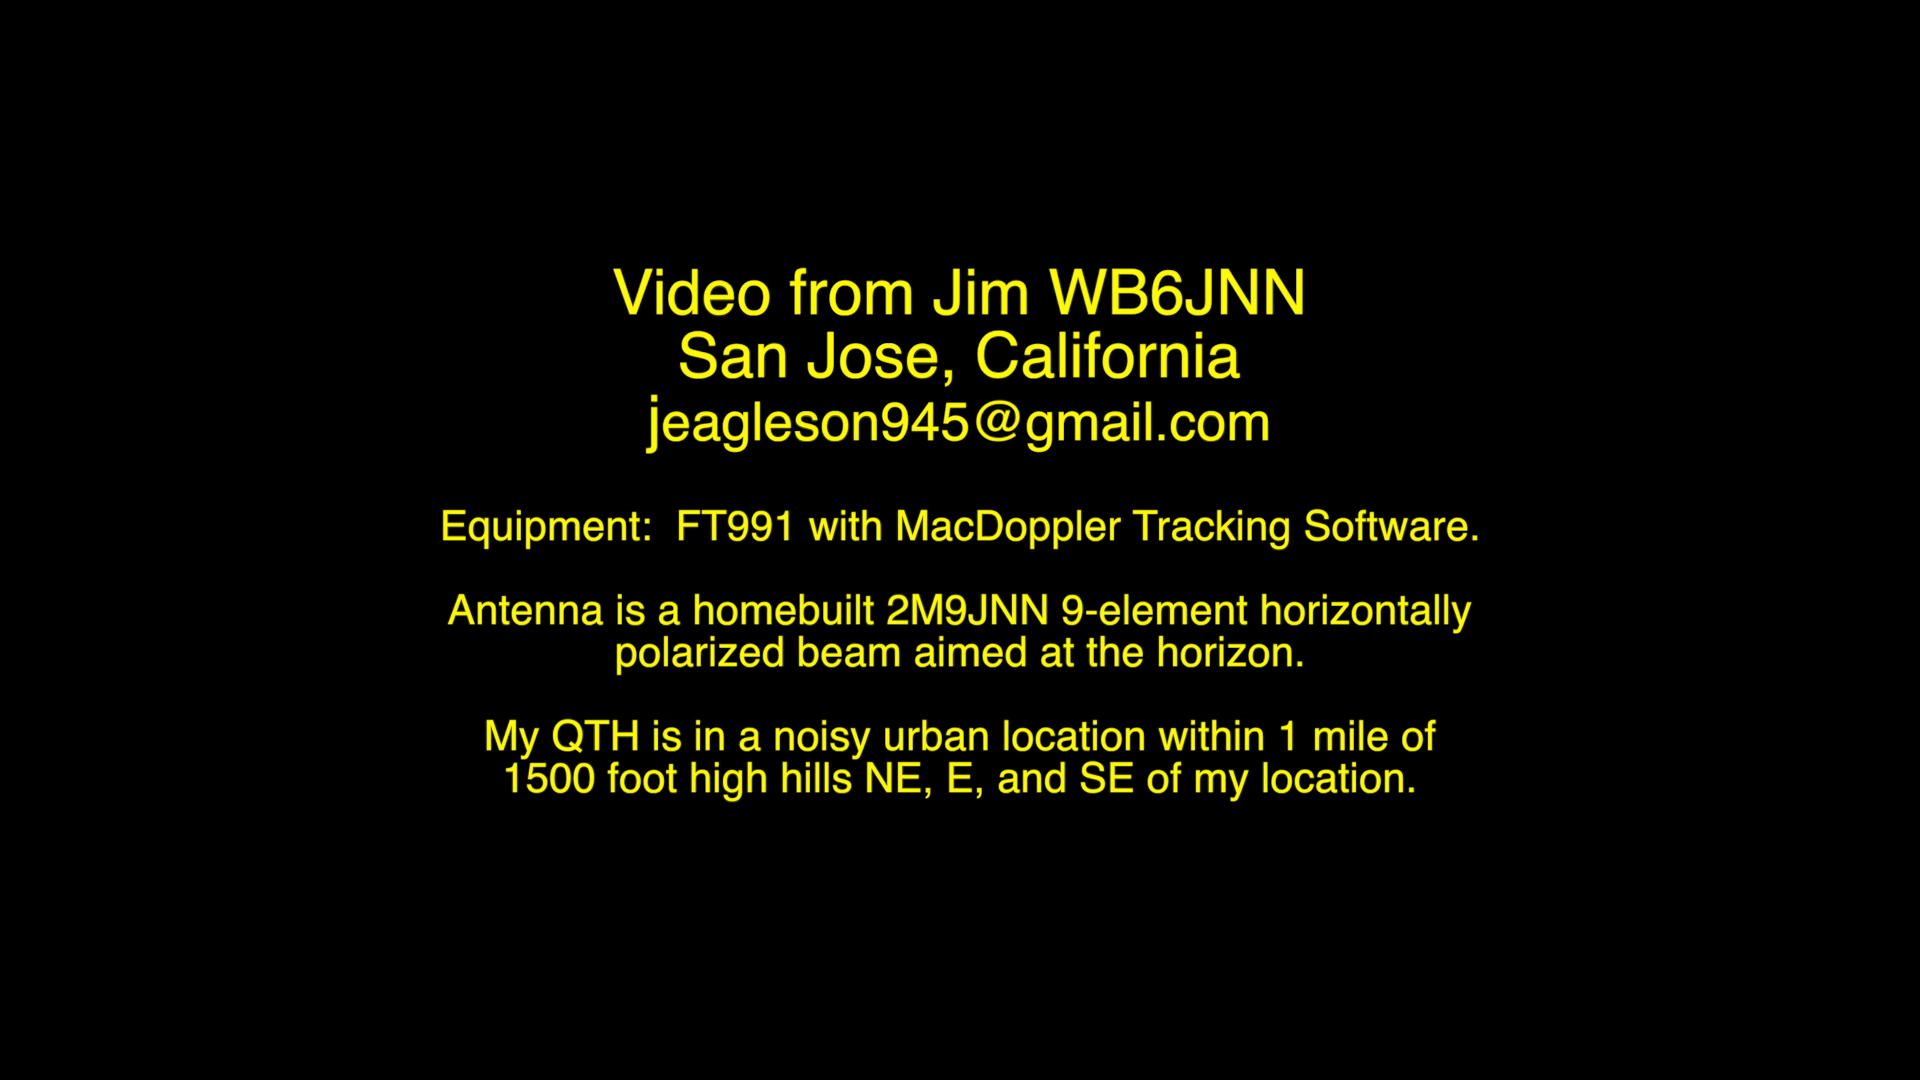 Video from Jim WB6JNN
San Jose, California
jeagleson945@gmail.com
Equipment:  FT991 with MacDoppler Tracking Software.
Antenna is a homebuilt 2M9JNN 9-element horizontally
polarized beam aimed at the horizon.
My QTH is in a noisy urban location within 1 mile of
1500 foot high hills NE, E, and SE of my location.